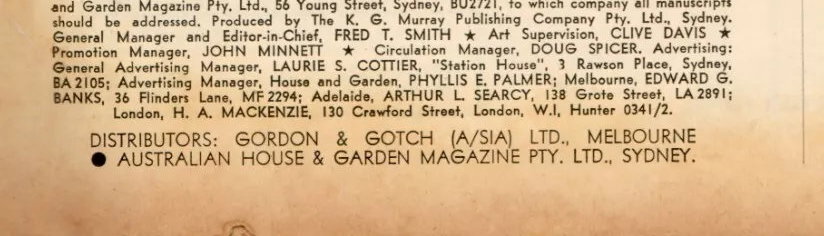 and Garden Magazine Pty. Ltd., 56 Young Street, Sydney, BU2721, to which company all manuscripts
should be addressed. Produced by The K. G. Murray Publishing Company Pty. Ltd., Sydney.
General Manager and Editor-in-Chief, FRED T. SMITH ★ Art Supervision, CLIVE DAVIS ★
Promotion Manager, JOHN MINNETT ★ Circulation Manager, DOUG SPICER. Advertising:
General Advertising Manager, LAURIE S. COTTIER, "Station House", 3 Rawson Place, Sydney,
BA 2105; Advertising Manager, House and Garden, PHYLLIS E. PALMER; Melbourne, EDWARD G.
BANKS, 36 Flinders Lane, MF 2294; Adelaide, ARTHUR L. SEARCY, 138 Grote Street, LA 2891;
London, H. A. MACKENZIE, 130 Crawford Street, London, W.I, Hunter 0341/2.
DISTRIBUTORS: GORDON & GOTCH (A/SIA) LTD., MELBOURNE
● AUSTRALIAN HOUSE & GARDEN MAGAZINE PTY. LTD., SYDNEY.